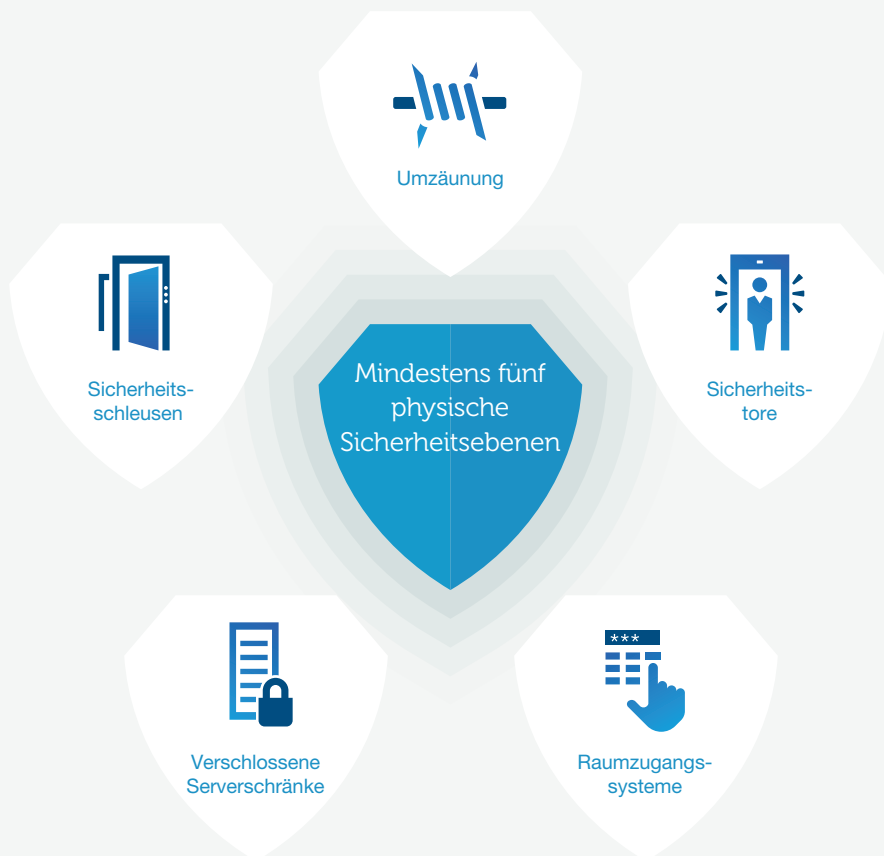 Umzäunung
Sicherheits-
schleusen
Mindestens fünf
physische
Sicherheitsebenen
Sicherheits-
tore
Verschlossene
Serverschränke
***
Raumzugangs-
systeme